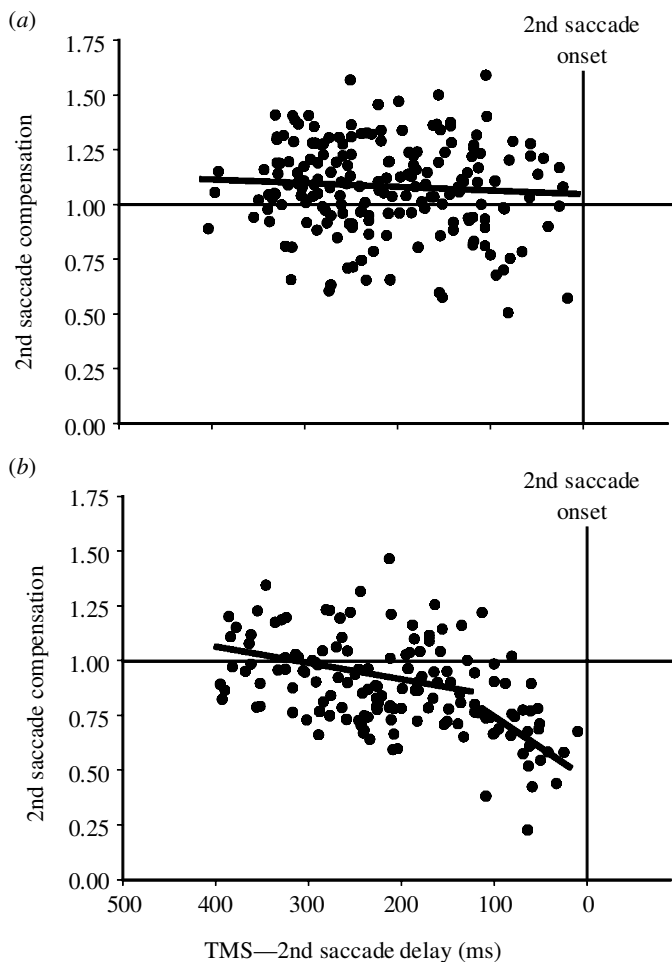 (a)
2nd saccade
onset
1.75
1.50
1.25
1.00
0.75
0.50
0.25
0.00
2nd saccade compensation
(b)
2nd saccade
onset
1.75
1.50
1.25
1.00
0.75
0.50
0.25
0.00
2nd saccade compensation
500 400 300 200 100 0
TMS—2nd saccade delay (ms)